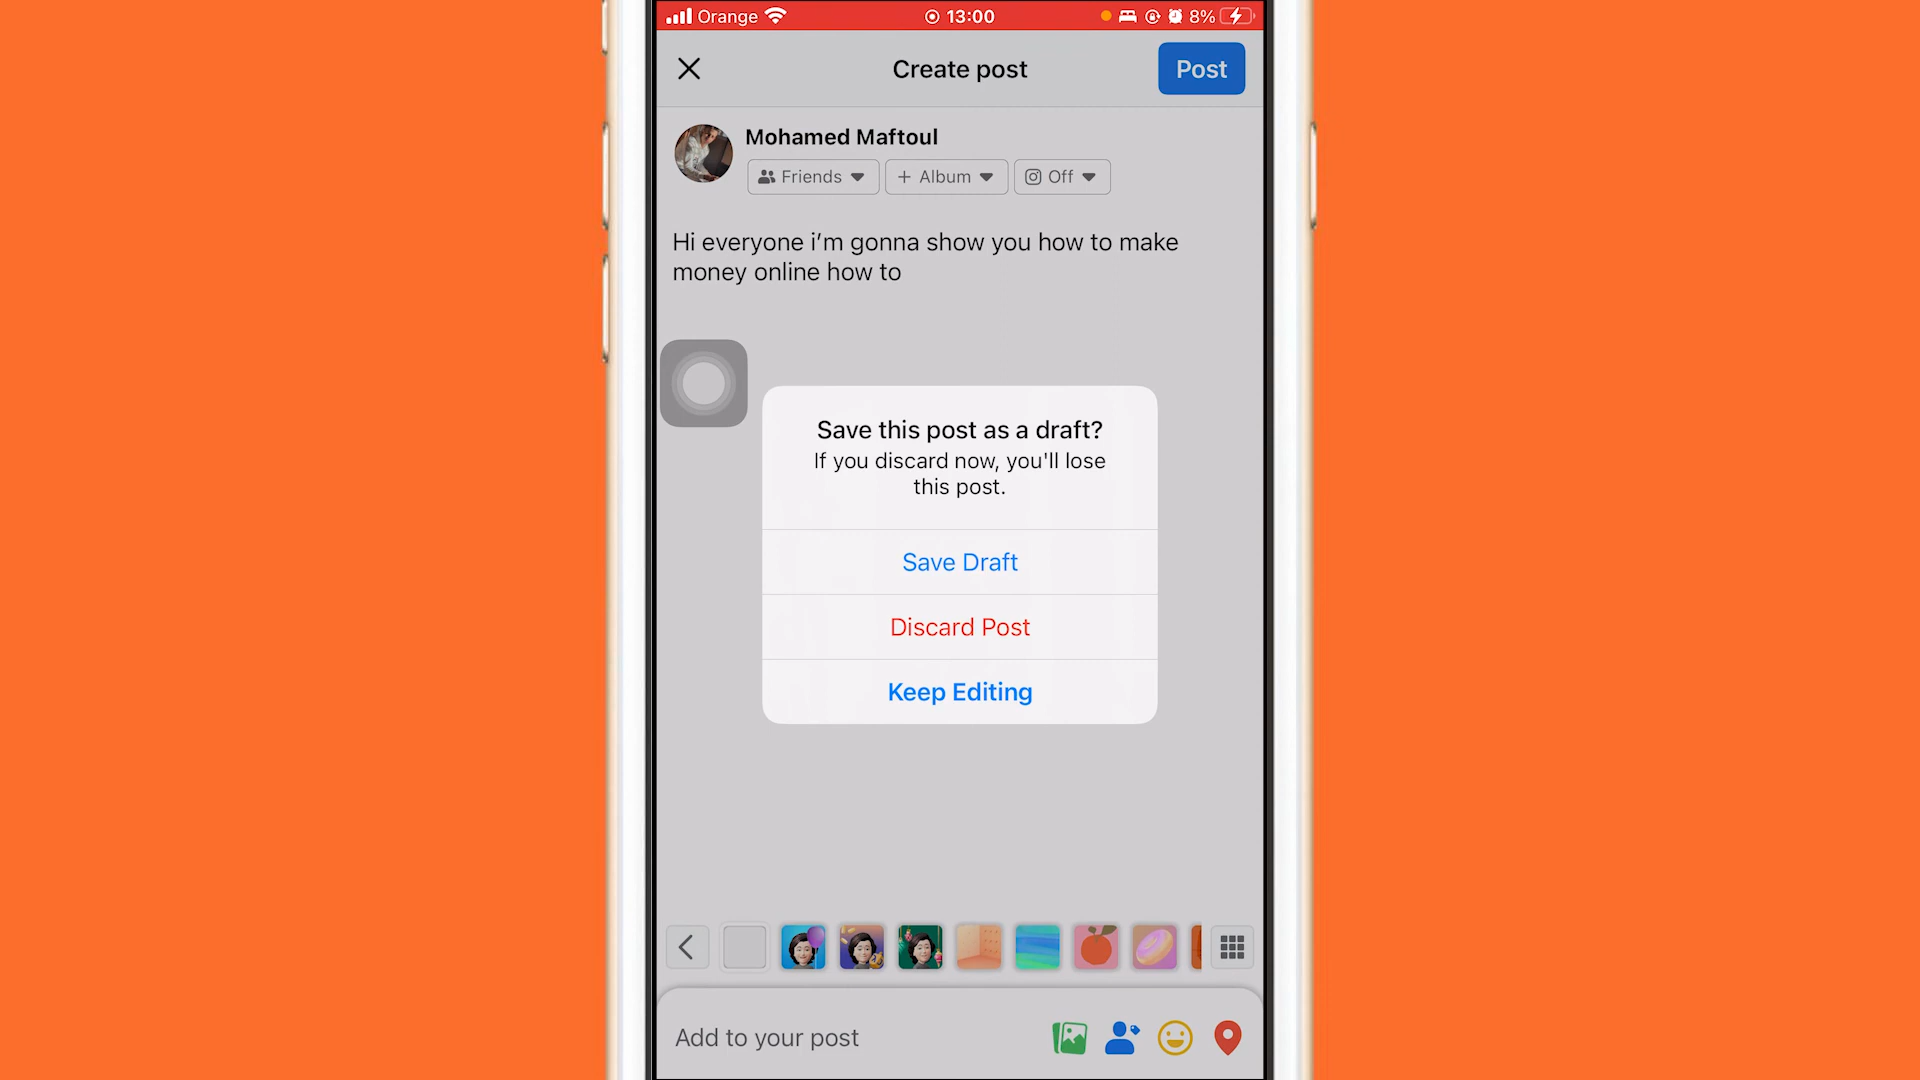 Orange
13:00
8%
Create post
Post
Mohamed Maftoul
Friends
+ Album
Off
Hi everyone i’m gonna show you how to make
money online how to
Save this post as a draft?
If you discard now, you'll lose
this post.
Save Draft
Discard Post
Keep Editing
Add to your post